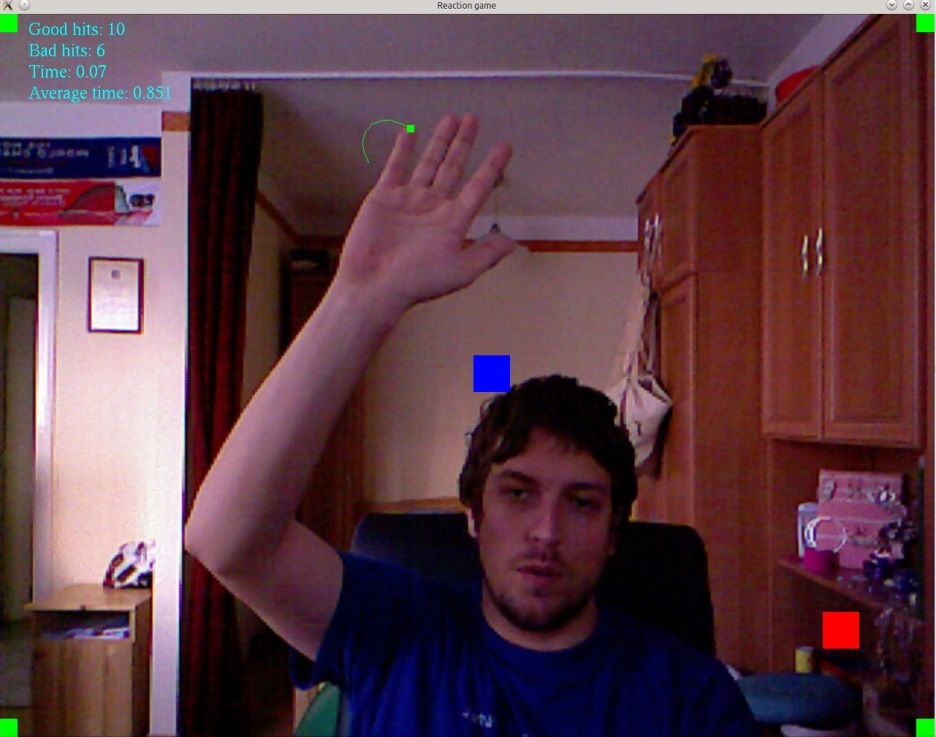 Reaction game
Good hits: 10
Bad hits: 6
Time: 0.07
Average time: 0.851